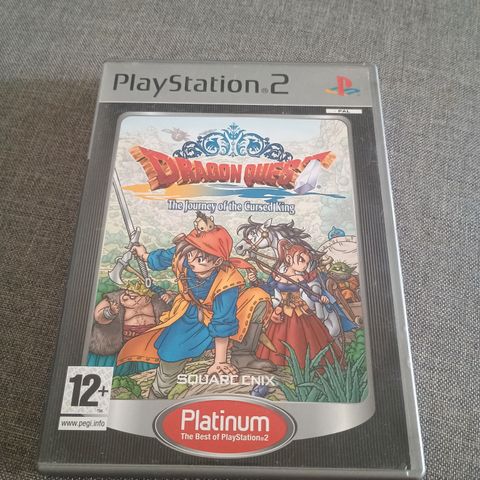 PlayStation®2
PAL
DRAGON QUEST
The Journey of the Cursed King
SQUARE ENIX
12+
www.pegi.info
Platinum
The Best of PlayStation®2